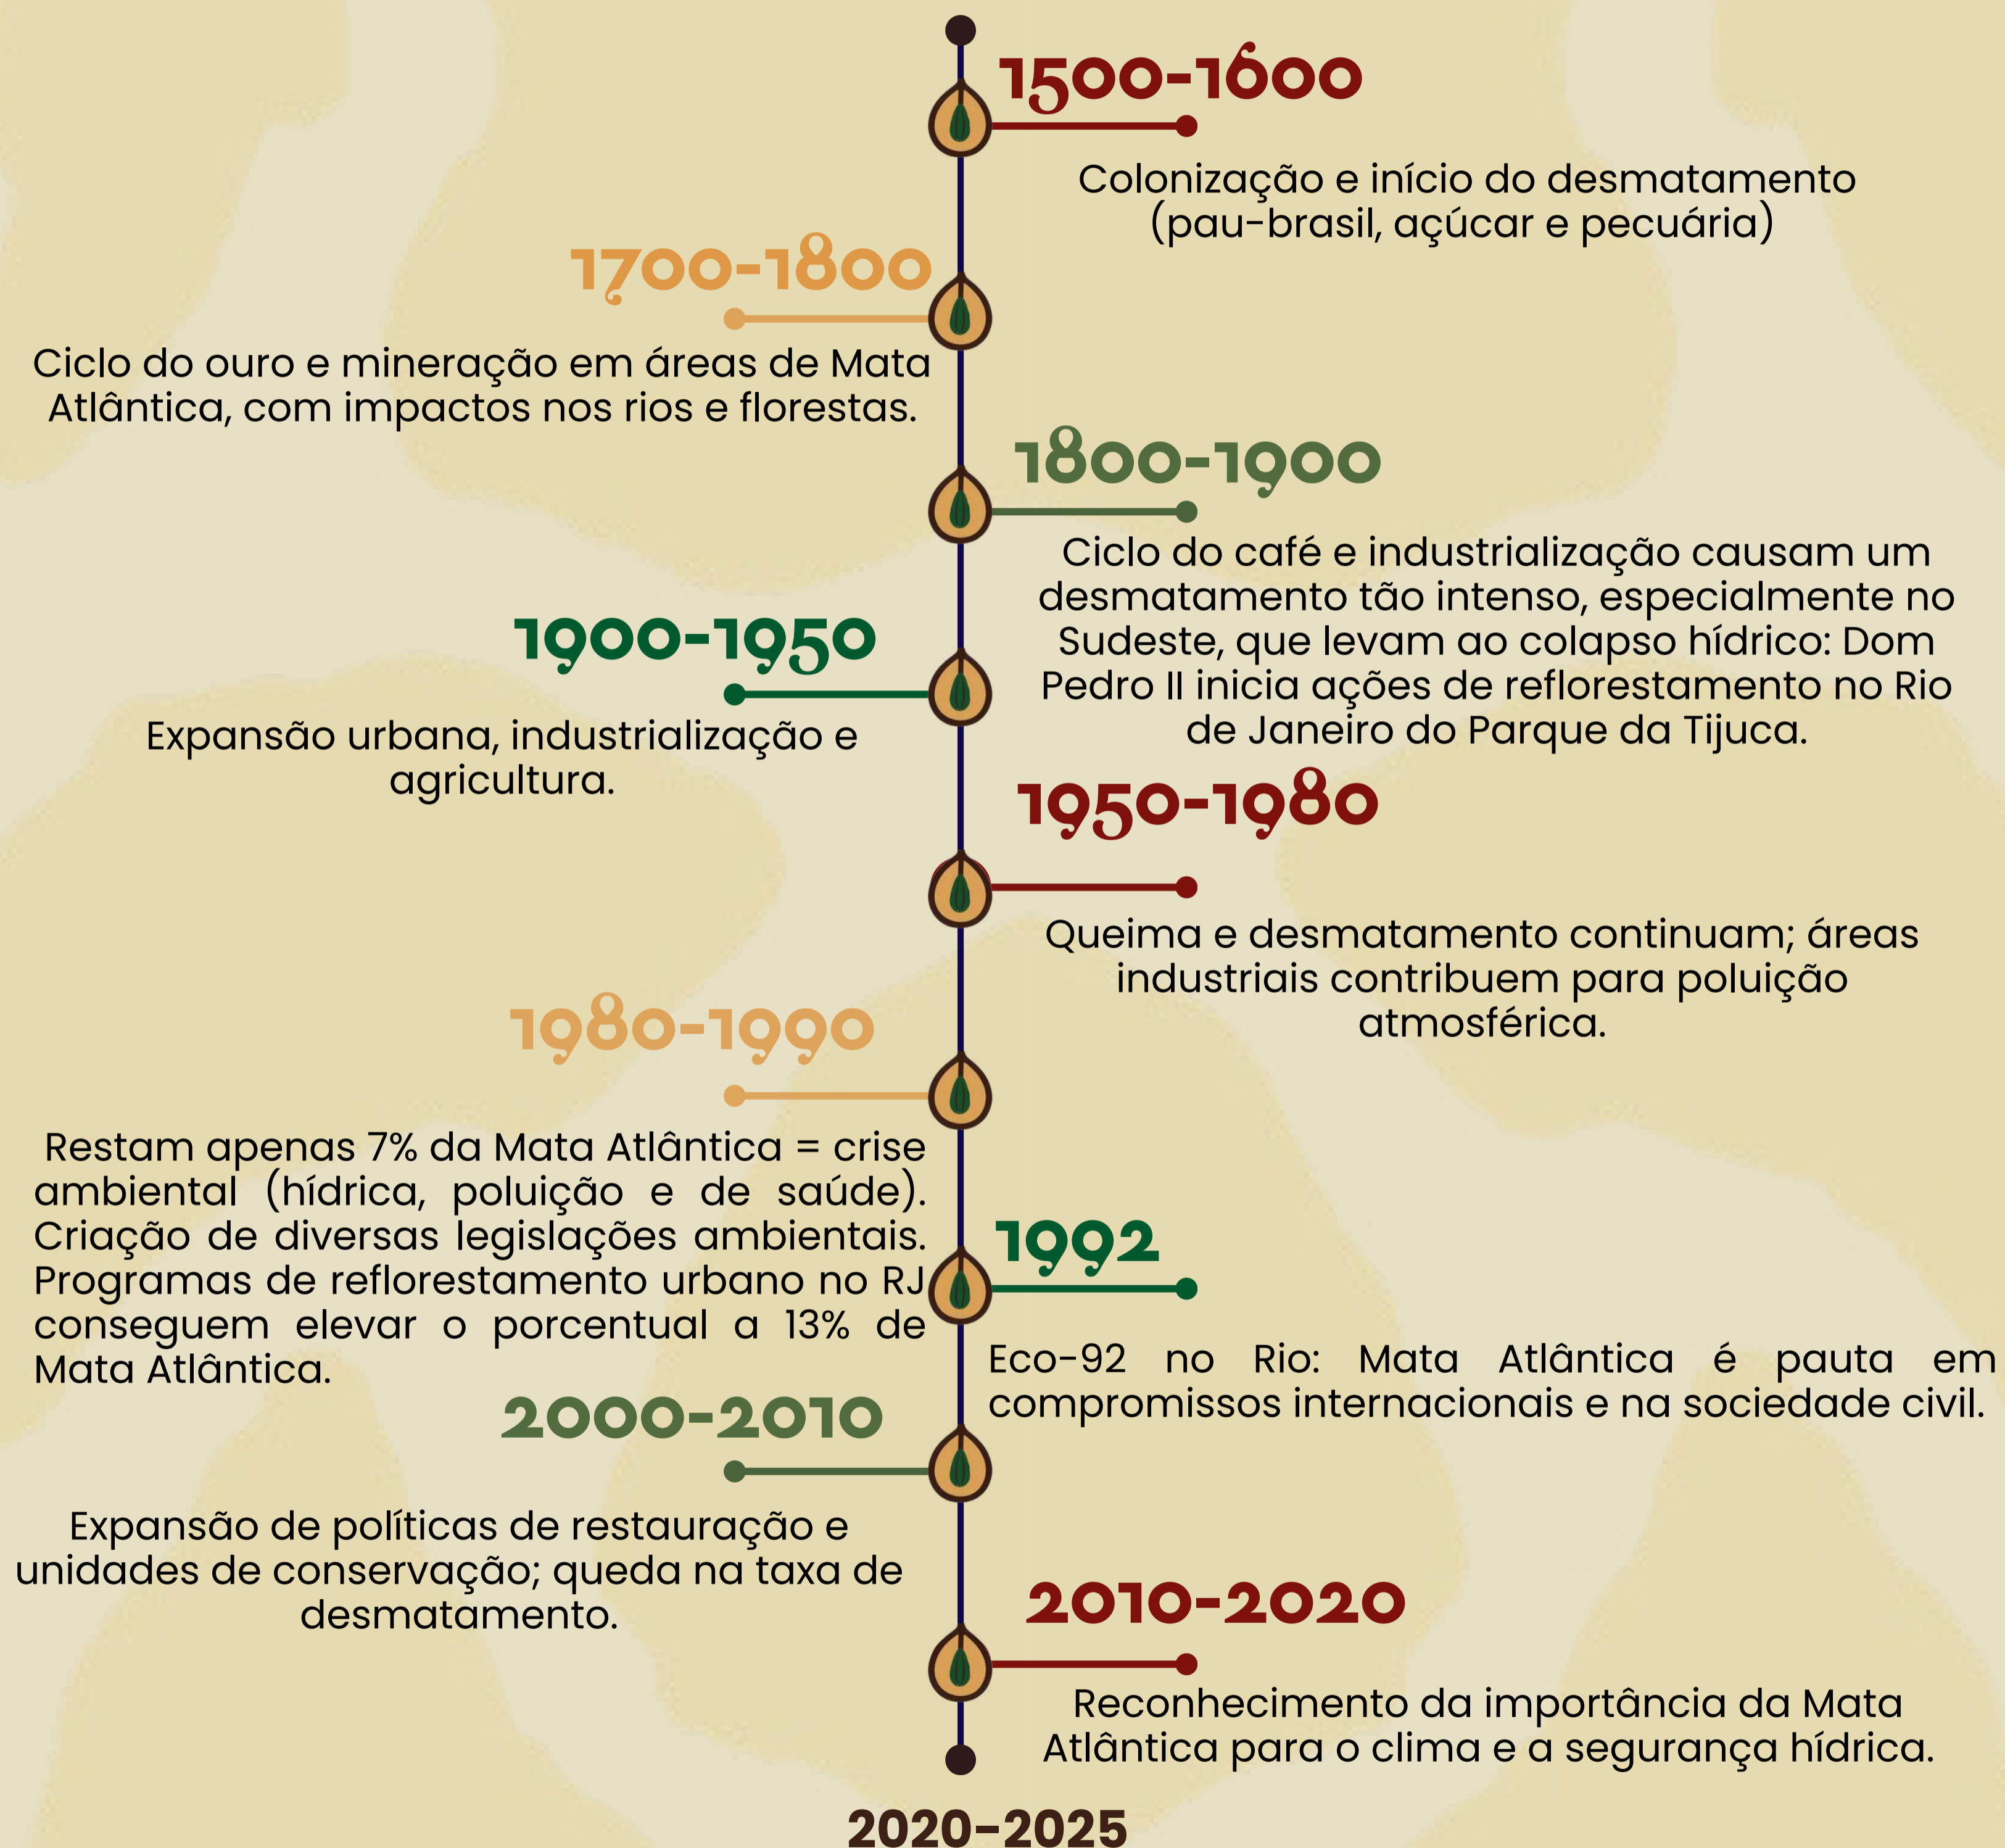 1500-1600
Colonização e início do desmatamento
(pau-brasil, açúcar e pecuária)
1700-1800
Ciclo do ouro e mineração em áreas de Mata
Atlântica, com impactos nos rios e florestas.
1800-1900
Ciclo do café e industrialização causam um
desmatamento tão intenso, especialmente no
Sudeste, que levam ao colapso hídrico: Dom
Pedro II inicia ações de reflorestamento no Rio
de Janeiro do Parque da Tijuca.
1900-1950
Expansão urbana, industrialização e
agricultura.
1950-1980
Queima e desmatamento continuam; áreas
industriais contribuem para poluição
atmosférica.
1980-1990
Restam apenas 7% da Mata Atlântica = crise
ambiental (hídrica, poluição e de saúde).
Criação de diversas legislações ambientais.
Programas de reflorestamento urbano no RJ
conseguem elevar o porcentual a 13% de
Mata Atlântica.
1992
Eco-92 no Rio: Mata Atlântica é pauta em
compromissos internacionais e na sociedade civil.
2000-2010
Expansão de políticas de restauração e
unidades de conservação; queda na taxa de
desmatamento.
2010-2020
Reconhecimento da importância da Mata
Atlântica para o clima e a segurança hídrica.
2020-2025